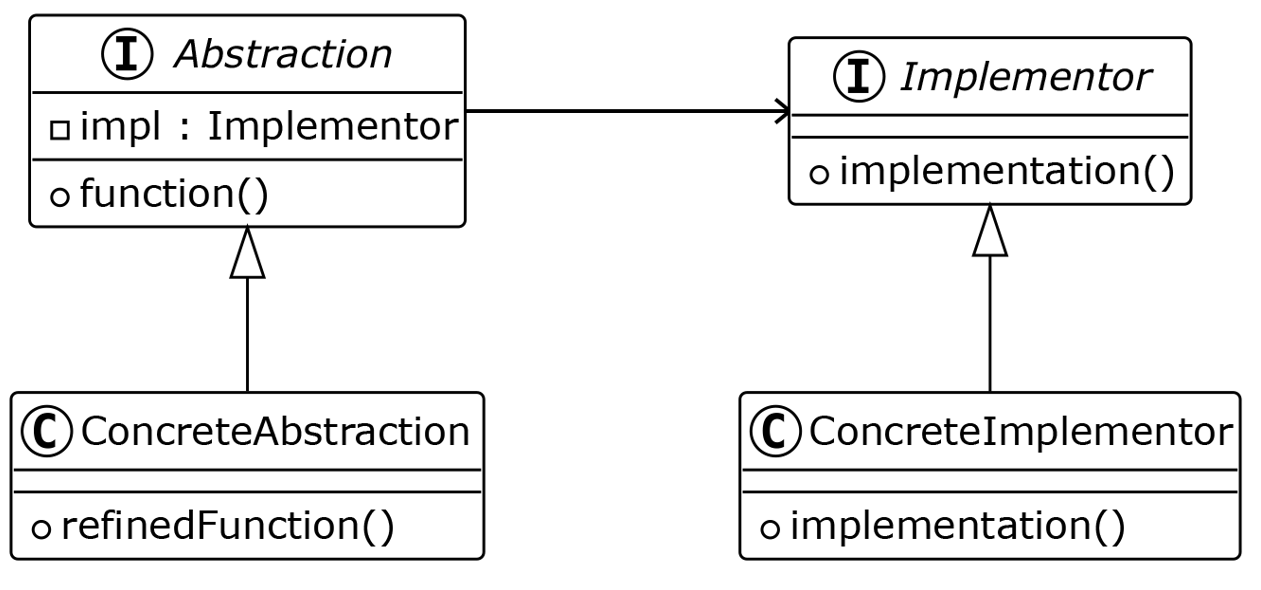 I Abstraction
impl : Implementor
function()
I Implementor
implementation()
C ConcreteAbstraction
refinedFunction()
C ConcreteImplementor
implementation()